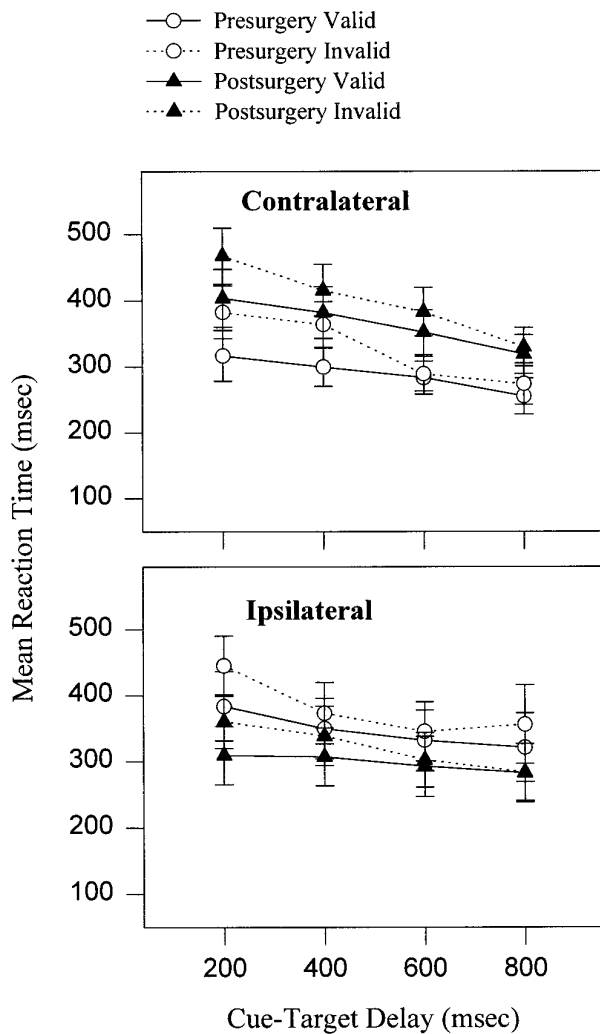 Presurgery Valid
Presurgery Invalid
Postsurgery Valid
Postsurgery Invalid
Contralateral
500
400
300
200
100
Mean Reaction Time (msec)
Ipsilateral
500
400
300
200
100
200 400 600 800
Cue-Target Delay (msec)